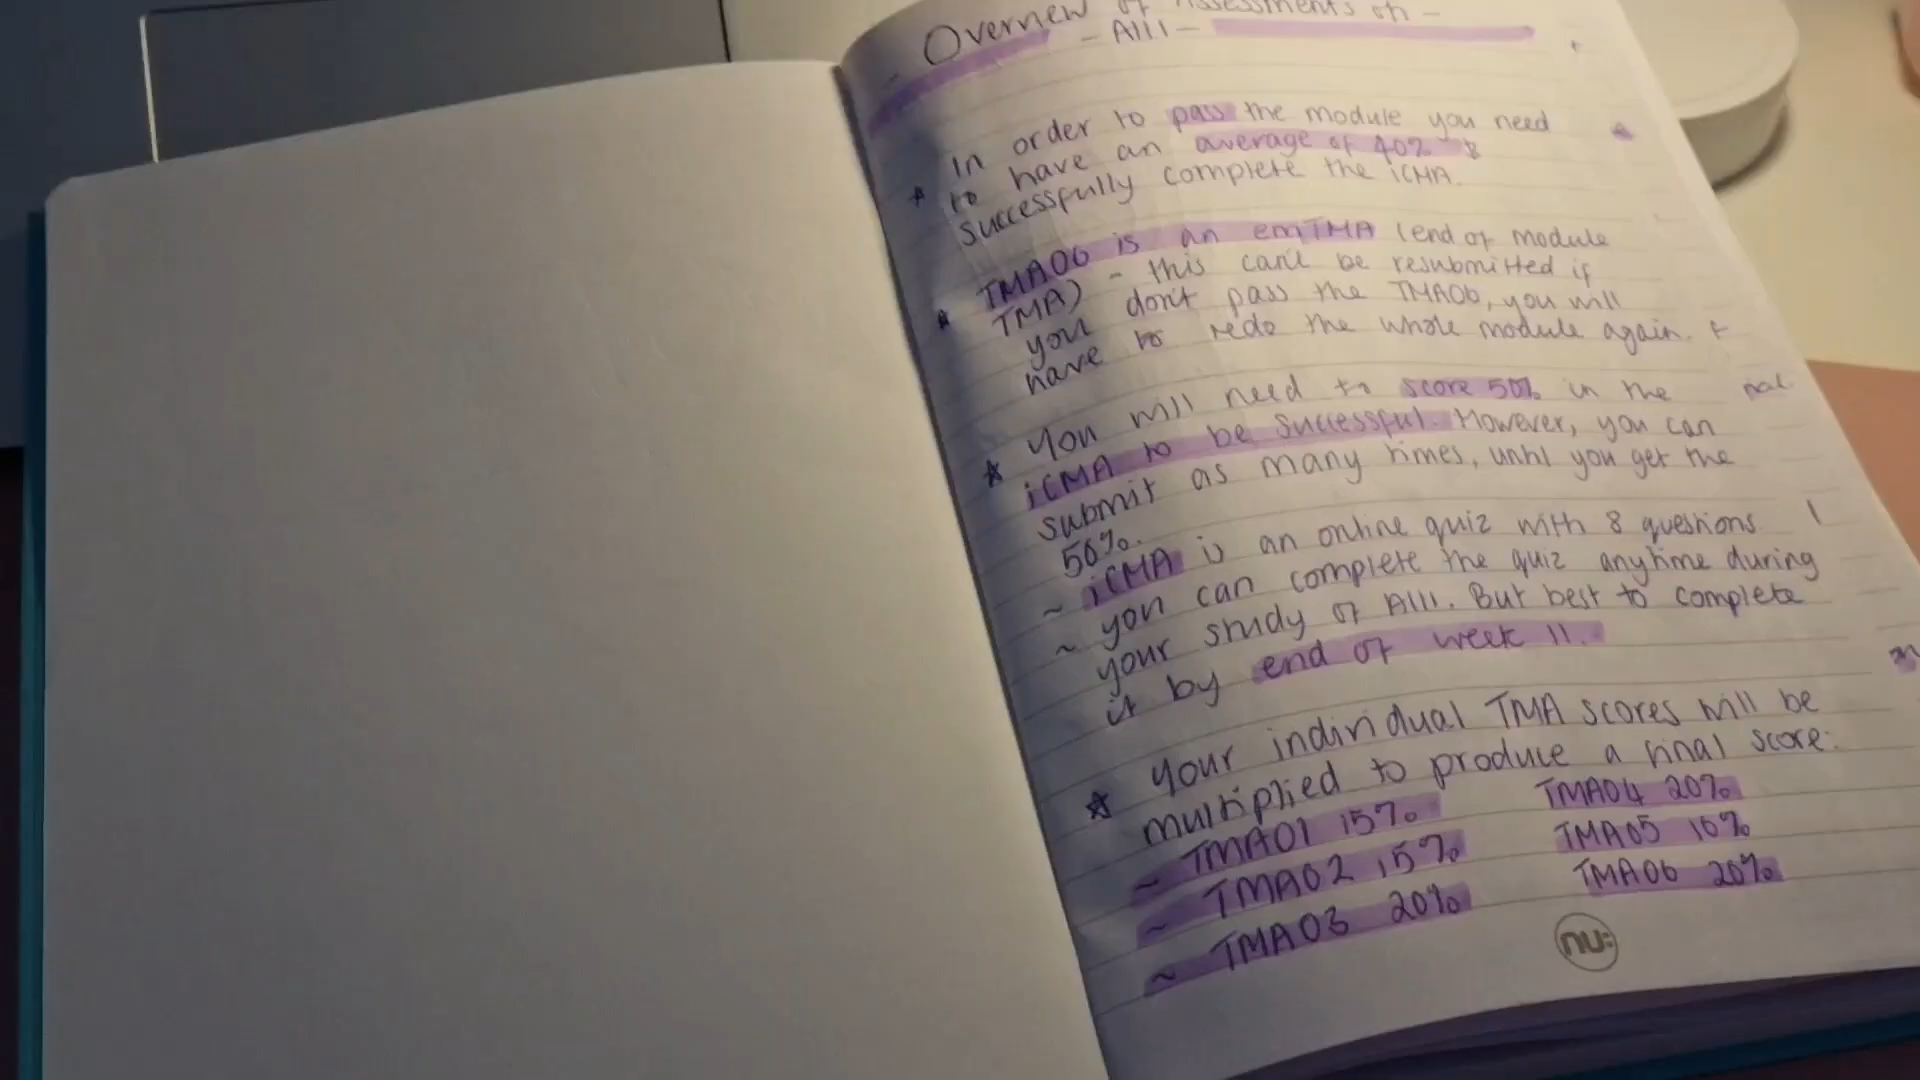 Overview of Assessments on -
- A111 -
In order to pass the module you need
to have an average of 40% &
successfully complete the iCMA.
TMA06 is an emTMA (end of module
TMA) - this can't be resubmitted if
you don't pass the TMA06, you will
have to redo the whole module again.
You will need to score 50% in the
iCMA to be successful. However, you can
submit as many times, until you get the
50%.
~ iCMA is an online quiz with 8 questions
~ you can complete the quiz anytime during
your study of A111. But best to complete
it by end of week 11.
Your individual TMA scores will be
multiplied to produce a final score:
~ TMA01 15% TMA04 20%
~ TMA02 15% TMA05 10%
~ TMA03 20% TMA06 20%
nu: